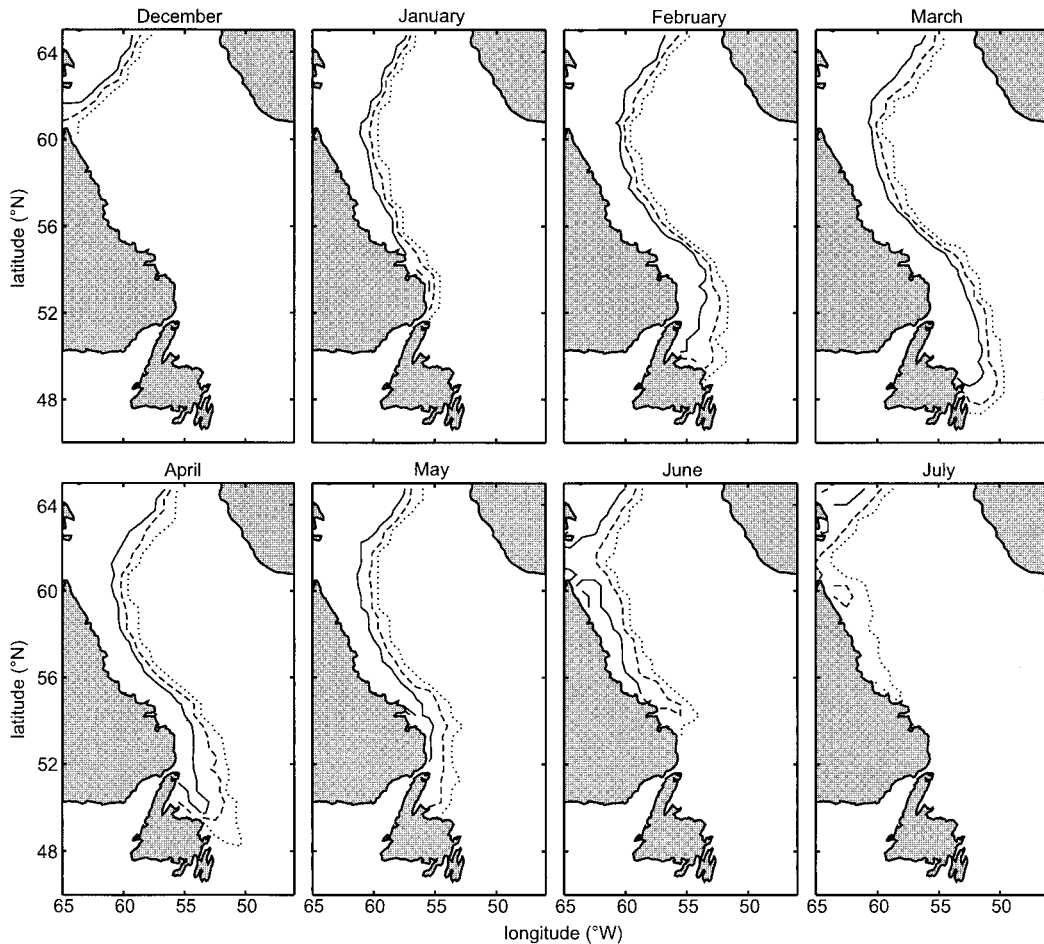 December January February March
64
60
56
52
48
latitude (°N)
April May June July
64
60
56
52
48
latitude (°N)
65 60 55 50 65 60 55 50 65 60 55 50 65 60 55 50
longitude (°W)